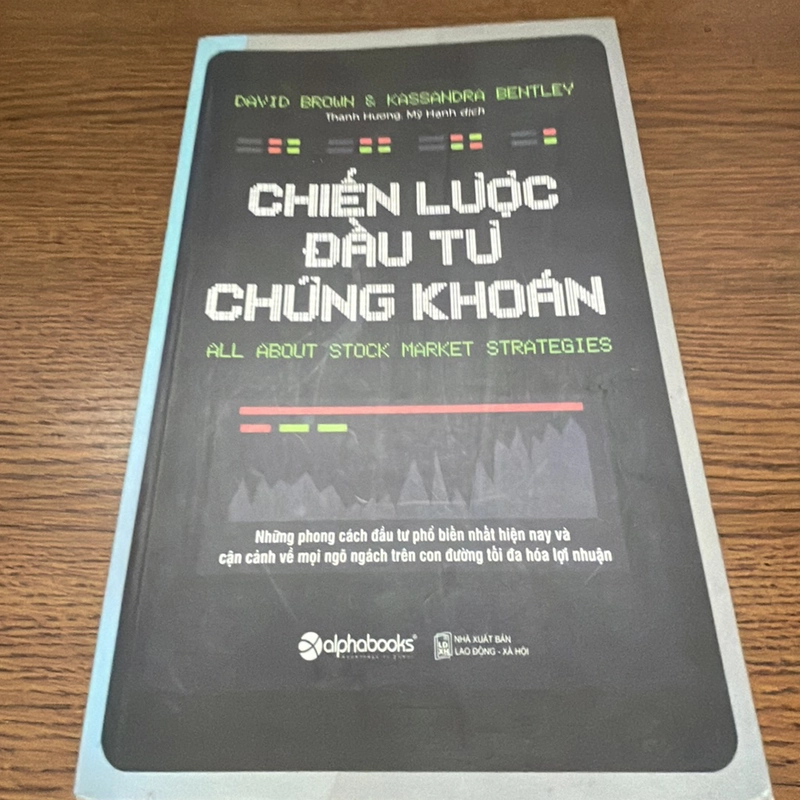 DAVID BROWN & KASSANDRA BENTLEY
Thanh Hương, Mỹ Hạnh dịch
CHIẾN LƯỢC
ĐẦU TƯ
CHỨNG KHOÁN
ALL ABOUT STOCK MARKET STRATEGIES
Những phong cách đầu tư phổ biến nhất hiện nay và
cận cảnh về mọi ngõ ngách trên con đường tối đa hóa lợi nhuận
alphabooks®
LĐ
XH
NHÀ XUẤT BẢN
LAO ĐỘNG - XÃ HỘI